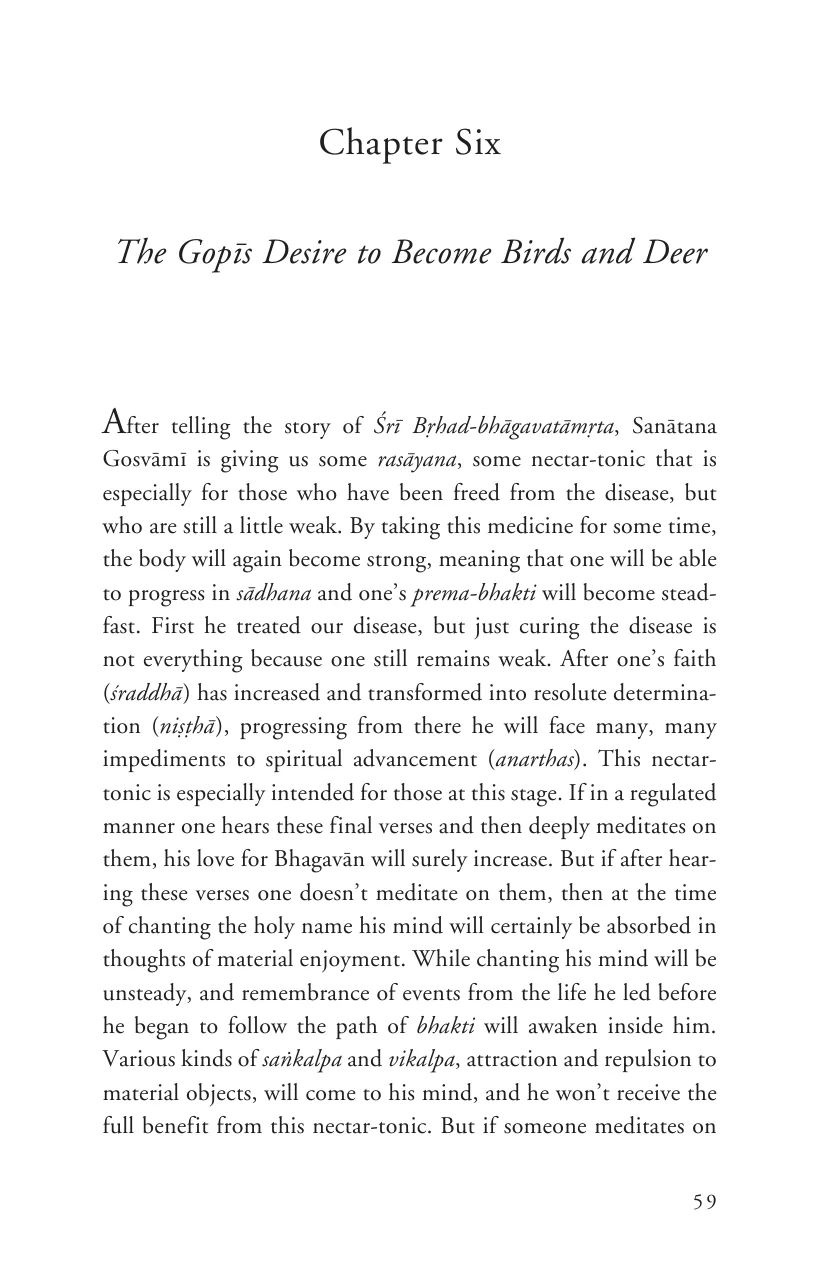 Chapter Six
The Gopīs Desire to Become Birds and Deer
After telling the story of Śrī Bṛhad-bhāgavatāmṛta, Sanātana
Gosvāmī is giving us some rasāyana, some nectar-tonic that is
especially for those who have been freed from the disease, but
who are still a little weak. By taking this medicine for some time,
the body will again become strong, meaning that one will be able
to progress in sādhana and one’s prema-bhakti will become stead-
fast. First he treated our disease, but just curing the disease is
not everything because one still remains weak. After one’s faith
(śraddhā) has increased and transformed into resolute determina-
tion (niṣṭhā), progressing from there he will face many, many
impediments to spiritual advancement (anarthas). This nectar-
tonic is especially intended for those at this stage. If in a regulated
manner one hears these final verses and then deeply meditates on
them, his love for Bhagavān will surely increase. But if after hear-
ing these verses one doesn’t meditate on them, then at the time
of chanting the holy name his mind will certainly be absorbed in
thoughts of material enjoyment. While chanting his mind will be
unsteady, and remembrance of events from the life he led before
he began to follow the path of bhakti will awaken inside him.
Various kinds of saṅkalpa and vikalpa, attraction and repulsion to
material objects, will come to his mind, and he won’t receive the
full benefit from this nectar-tonic. But if someone meditates on
59